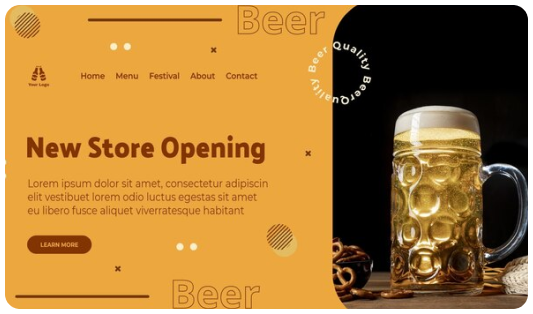 Beer
Your Logo
Home Menu Festival About Contact
Beer Quality Beer Quality
New Store Opening
Lorem ipsum dolor sit amet, consectetur adipiscin
elit vestibulum lorem odio luctus egestas sit amet
eu libero fusce aliquet viverratesque habitant
LEARN MORE
Beer